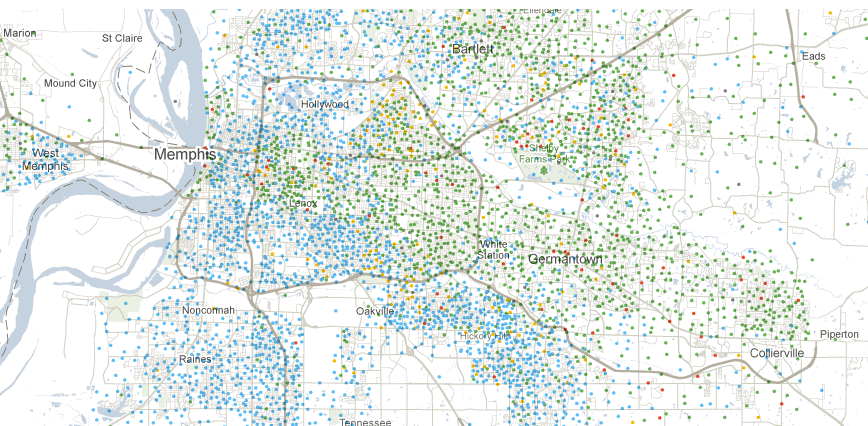 Ellendale
Marion
St Claire
Bartlett
Eads
Mound City
Hollywood
West
Memphis
Memphis
Shelby
Farms Park
Lenox
White
Station
Germantown
Nonconnah
Oakville
Hickory Hill
Piperton
Collierville
Raines
Tennessee